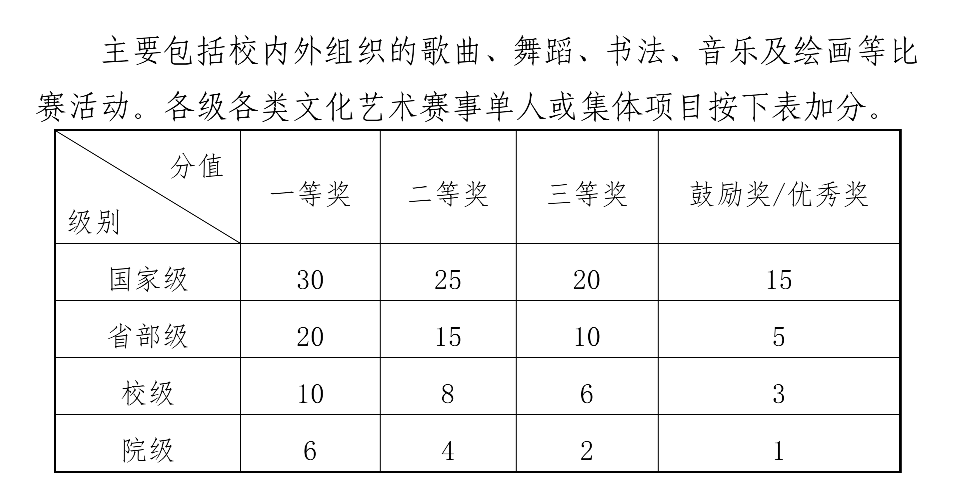 主要包括校内外组织的歌曲、舞蹈、书法、音乐及绘画等比
赛活动。各级各类文化艺术赛事单人或集体项目按下表加分。
分值
级别 一等奖 二等奖 三等奖 鼓励奖/优秀奖
国家级 30 25 20 15
省部级 20 15 10 5
校级 10 8 6 3
院级 6 4 2 1